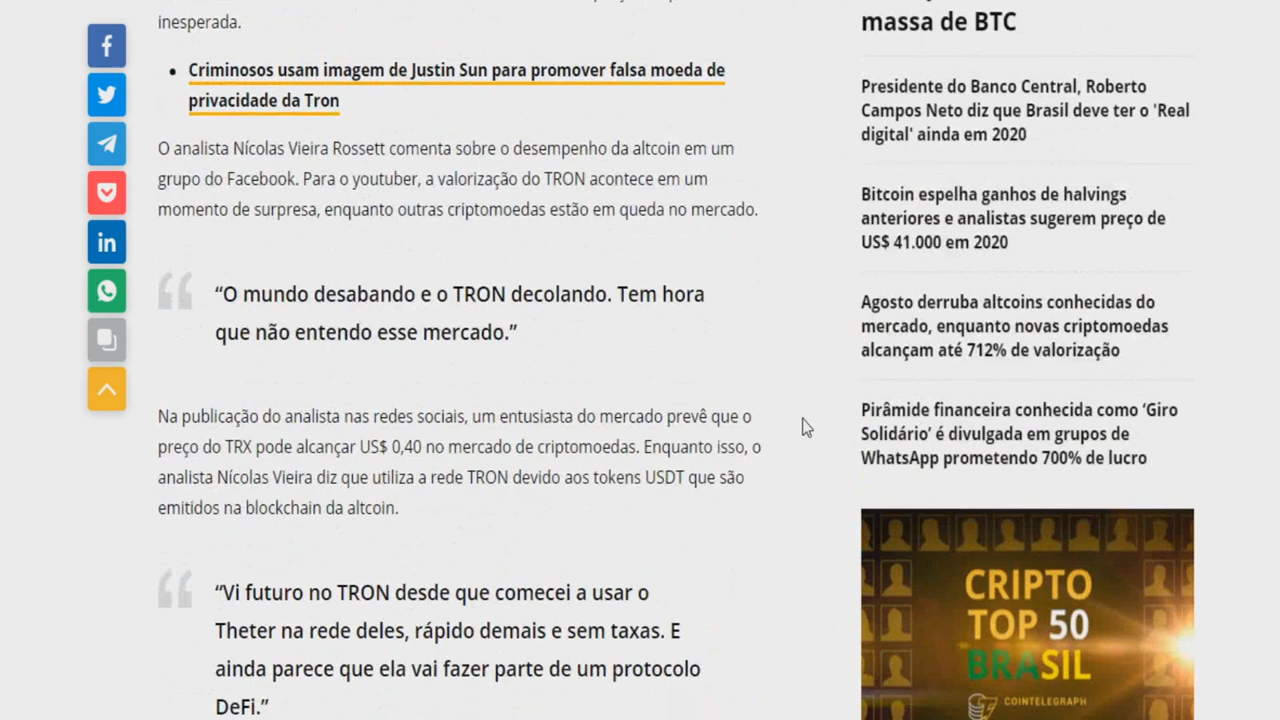 inesperada.
Criminosos usam imagem de Justin Sun para promover falsa moeda de
privacidade da Tron
O analista Nícolas Vieira Rossett comenta sobre o desempenho da altcoin em um
grupo do Facebook. Para o youtuber, a valorização do TRON acontece em um
momento de surpresa, enquanto outras criptomoedas estão em queda no mercado.
“O mundo desabando e o TRON decolando. Tem hora
que não entendo esse mercado.”
Na publicação do analista nas redes sociais, um entusiasta do mercado prevê que o
preço do TRX pode alcançar US$ 0,40 no mercado de criptomoedas. Enquanto isso, o
analista Nícolas Vieira diz que utiliza a rede TRON devido aos tokens USDT que são
emitidos na blockchain da altcoin.
“Vi futuro no TRON desde que comecei a usar o
Theter na rede deles, rápido demais e sem taxas. E
ainda parece que ela vai fazer parte de um protocolo
DeFi.”
massa de BTC
Presidente do Banco Central, Roberto
Campos Neto diz que Brasil deve ter o 'Real
digital' ainda em 2020
Bitcoin espelha ganhos de halvings
anteriores e analistas sugerem preço de
US$ 41.000 em 2020
Agosto derruba altcoins conhecidas do
mercado, enquanto novas criptomoedas
alcançam até 712% de valorização
Pirâmide financeira conhecida como ‘Giro
Solidário’ é divulgada em grupos de
WhatsApp prometendo 700% de lucro
CRIPTO
TOP 50
BRASIL
COINTELEGRAPH